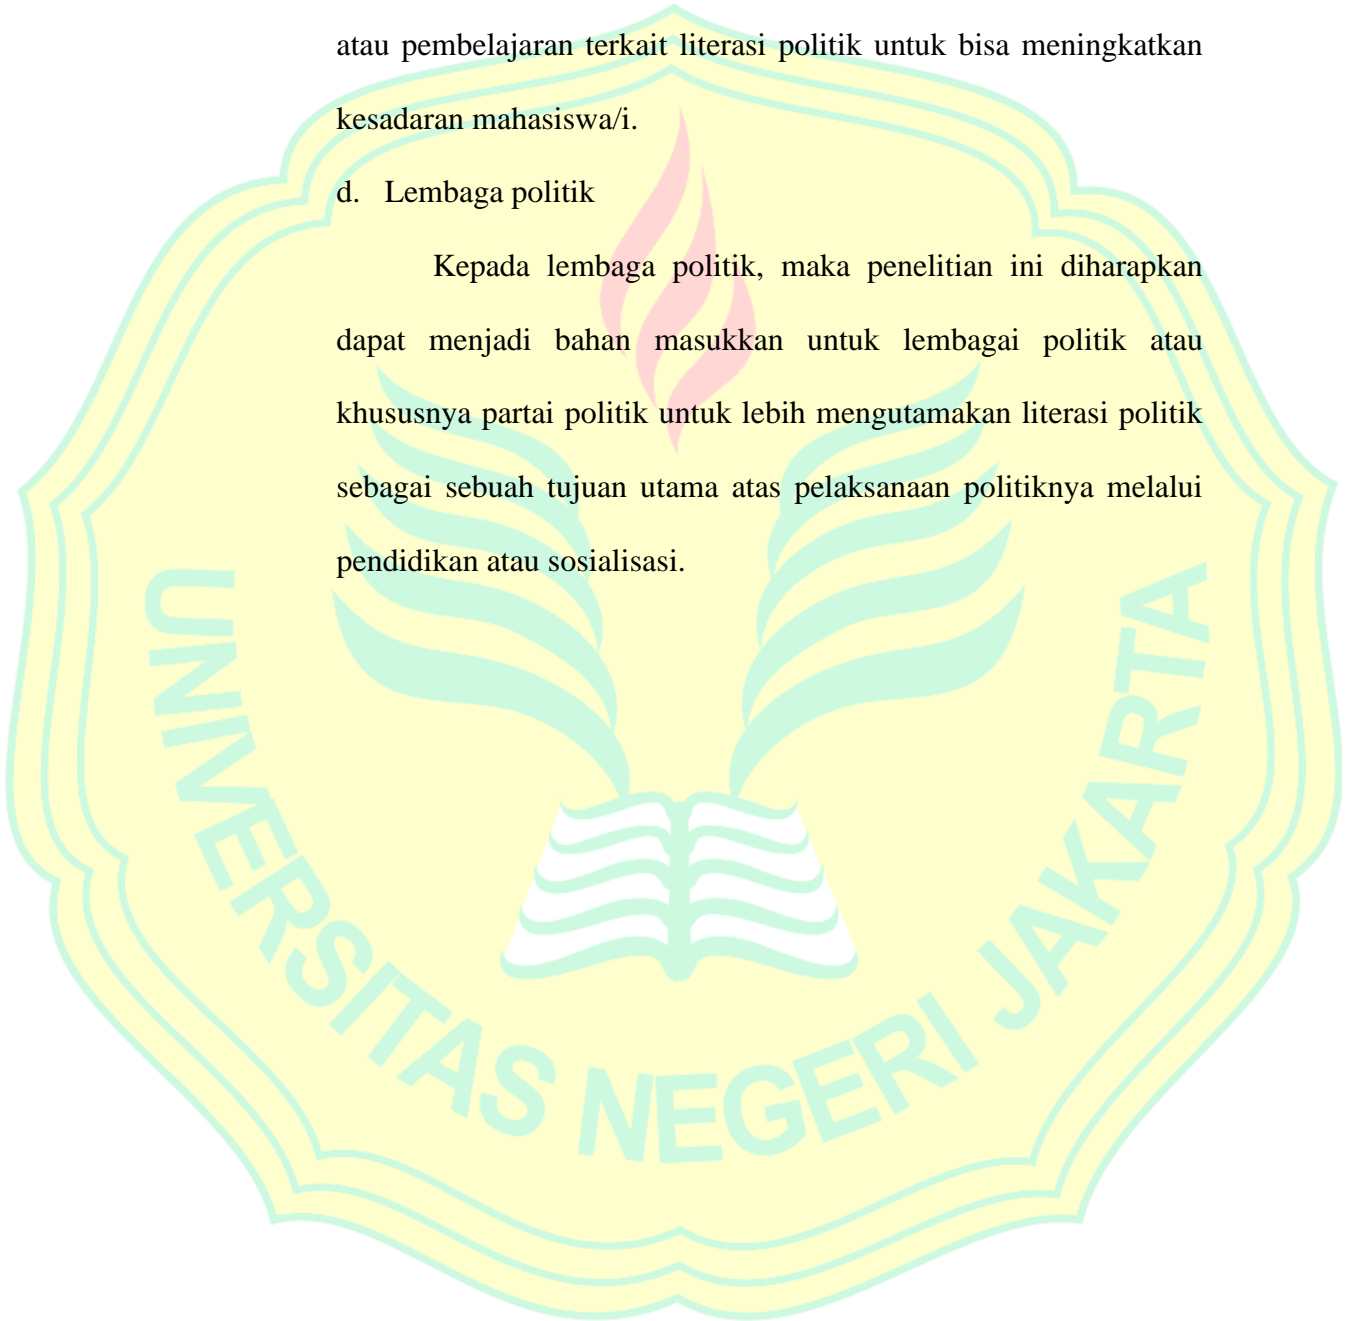 atau pembelajaran terkait literasi politik untuk bisa meningkatkan
kesadaran mahasiswa/i.
d. Lembaga politik
Kepada lembaga politik, maka penelitian ini diharapkan
dapat menjadi bahan masukkan untuk lembagai politik atau
khususnya partai politik untuk lebih mengutamakan literasi politik
sebagai sebuah tujuan utama atas pelaksanaan politiknya melalui
pendidikan atau sosialisasi.
UNIVERSITAS NEGERI JAKARTA